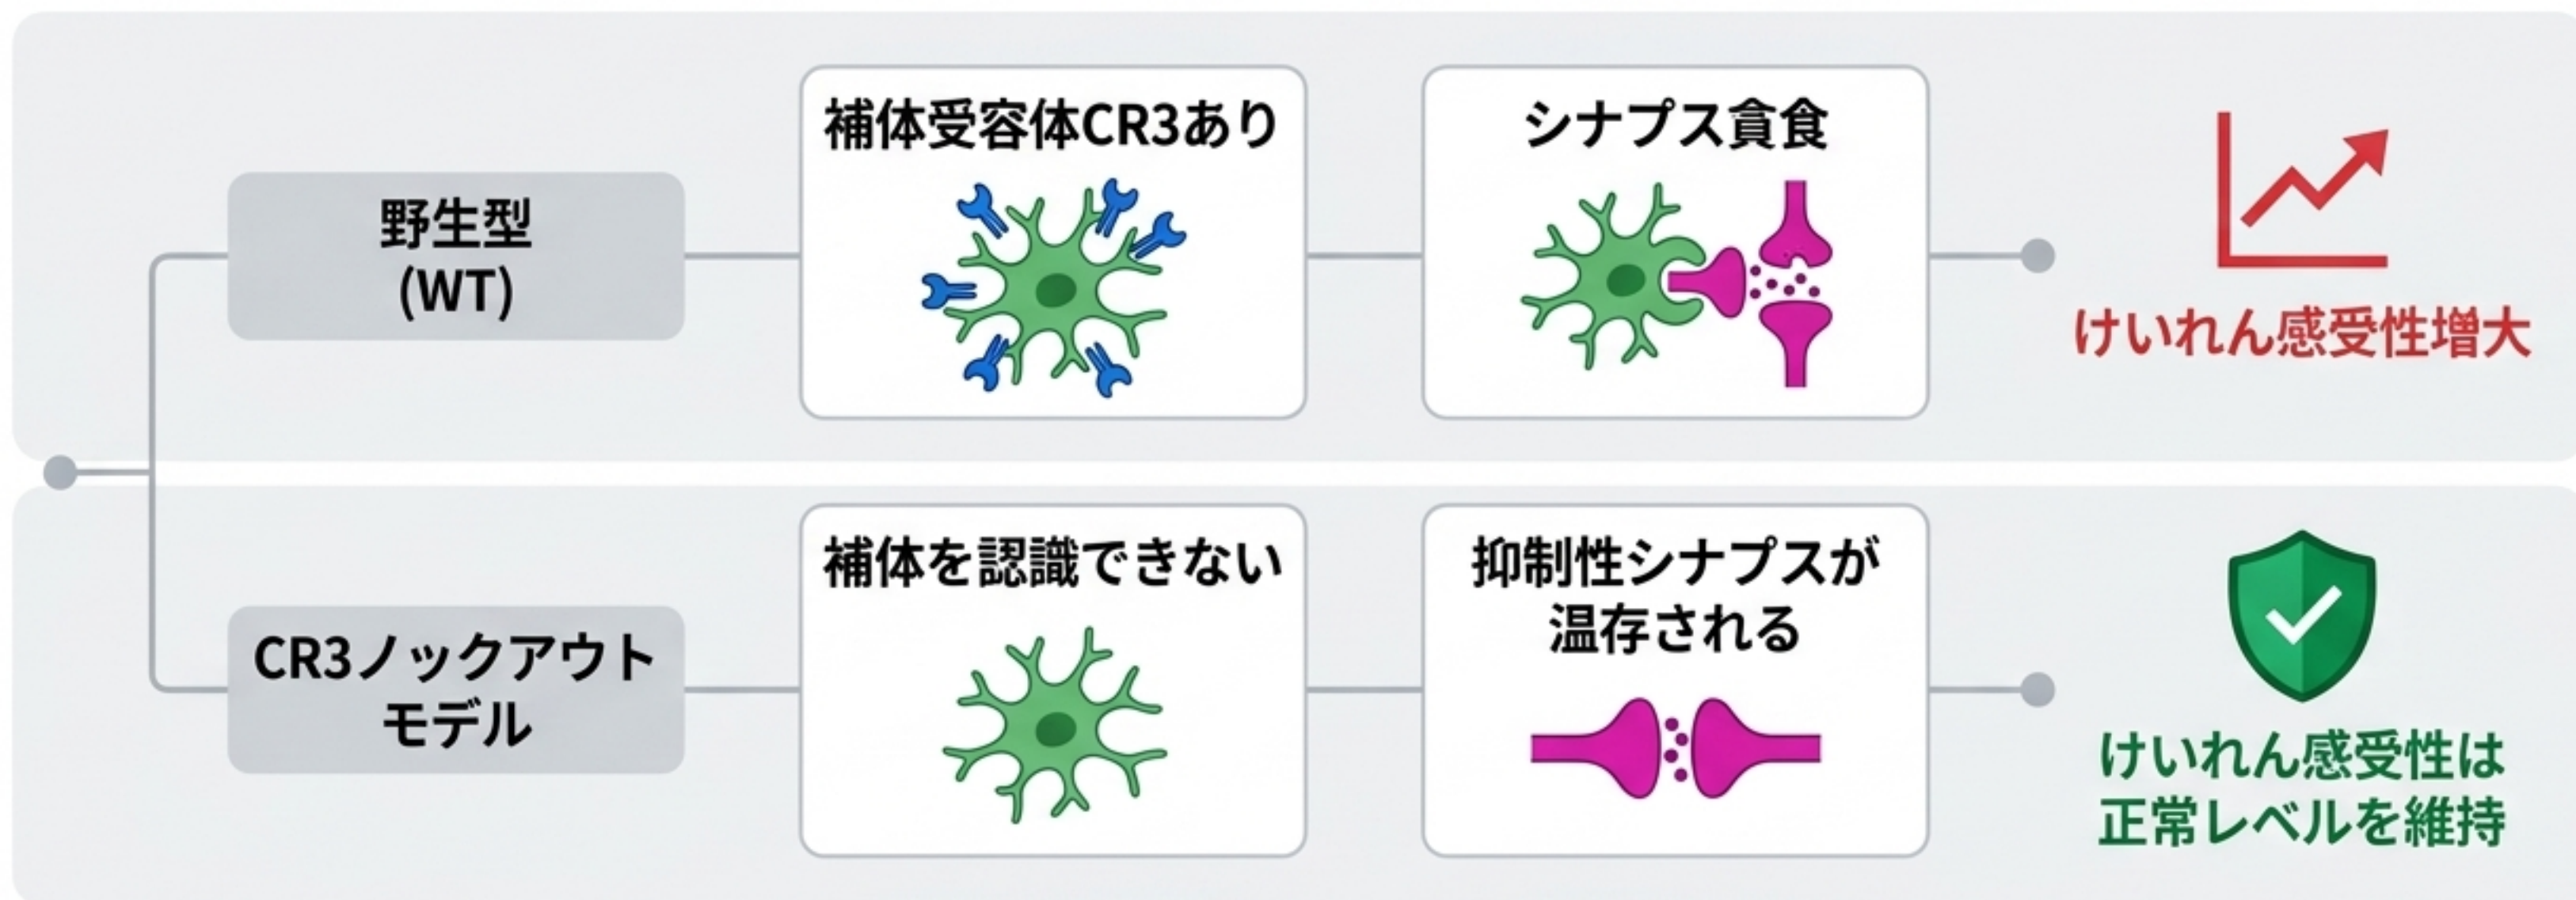 野生型
(WT)
補体受容体CR3あり
シナプス貪食
けいれん感受性増大
CR3ノックアウト
モデル
補体を認識できない
抑制性シナプスが
温存される
けいれん感受性は
正常レベルを維持